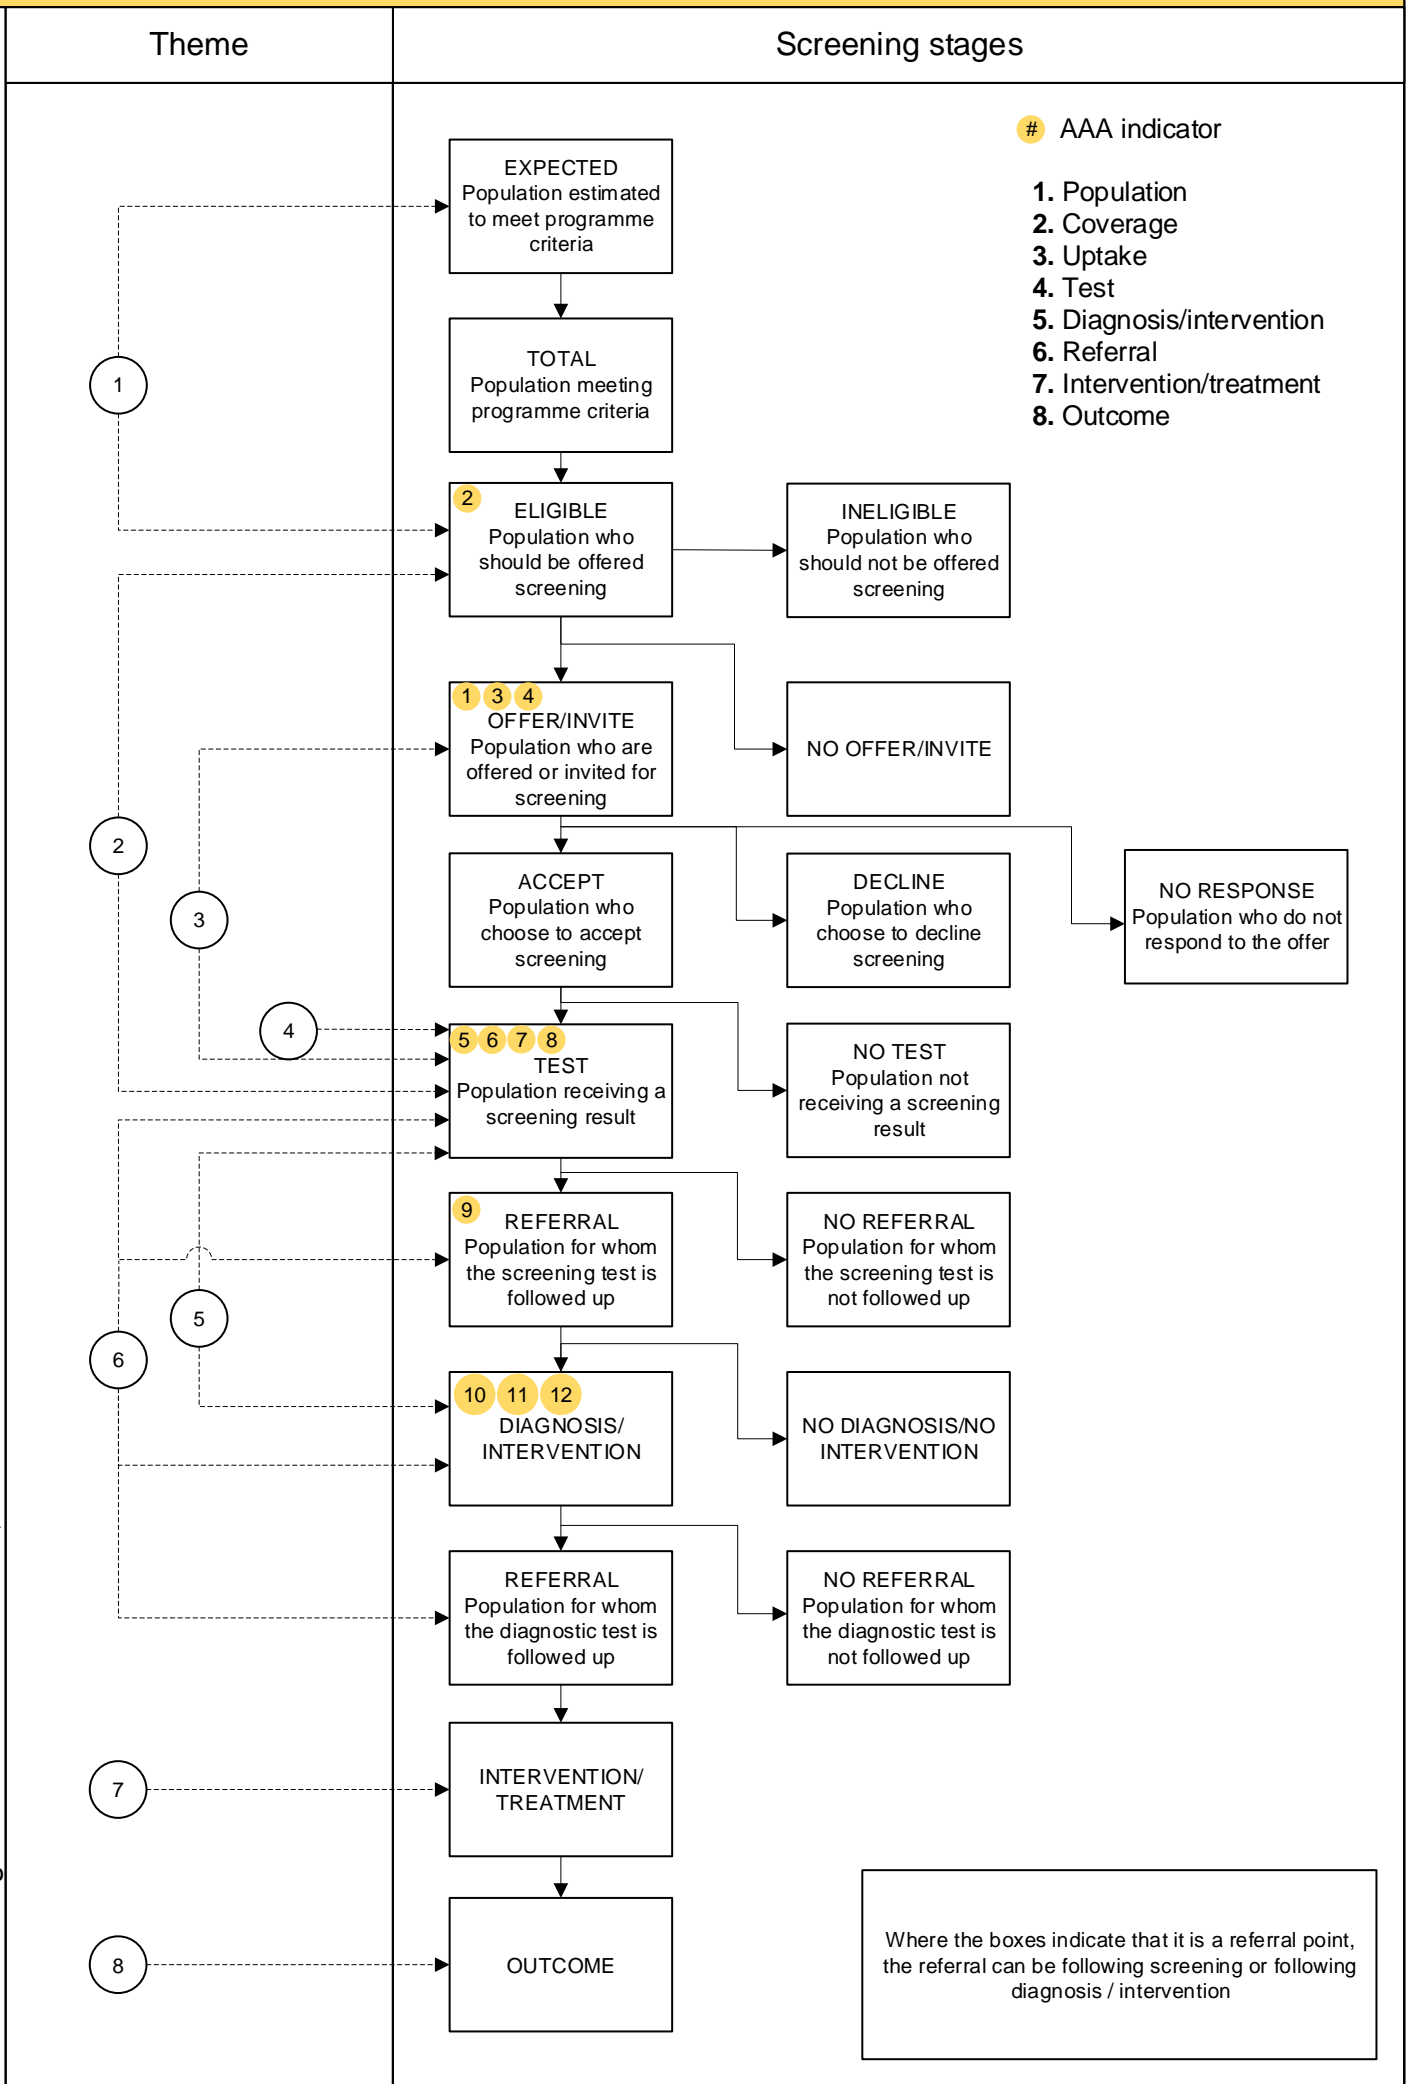 Theme
Screening stages
# AAA indicator
1. Population
2. Coverage
3. Uptake
4. Test
5. Diagnosis/intervention
6. Referral
7. Intervention/treatment
8. Outcome
EXPECTED
Population estimated
to meet programme
criteria
1
TOTAL
Population meeting
programme criteria
2
ELIGIBLE
Population who
should be offered
screening
INELIGIBLE
Population who
should not be offered
screening
1 3 4
OFFER/INVITE
Population who are
offered or invited for
screening
NO OFFER/INVITE
2
3
ACCEPT
Population who
choose to accept
screening
DECLINE
Population who
choose to decline
screening
NO RESPONSE
Population who do not
respond to the offer
4
5 6 7 8
TEST
Population receiving a
screening result
NO TEST
Population not
receiving a screening
result
9
REFERRAL
Population for whom
the screening test is
followed up
NO REFERRAL
Population for whom
the screening test is
not followed up
5
6
10 11 12
DIAGNOSIS/
INTERVENTION
NO DIAGNOSIS/NO
INTERVENTION
REFERRAL
Population for whom
the diagnostic test is
followed up
NO REFERRAL
Population for whom
the diagnostic test is
not followed up
7
INTERVENTION/
TREATMENT
8
OUTCOME
Where the boxes indicate that it is a referral point,
the referral can be following screening or following
diagnosis / intervention